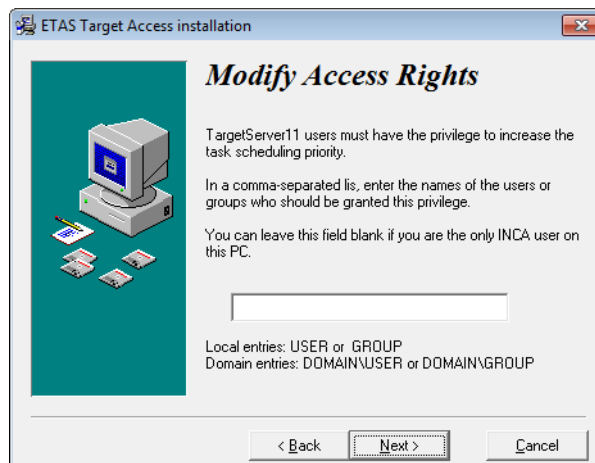 ETAS Target Access installation
Modify Access Rights
TargetServer11 users must have the privilege to increase the
task scheduling priority.
In a comma-separated lis, enter the names of the users or
groups who should be granted this privilege.
You can leave this field blank if you are the only INCA user on
this PC.
Local entries: USER or  GROUP
Domain entries: DOMAIN\USER or DOMAIN\GROUP
< Back Next > Cancel